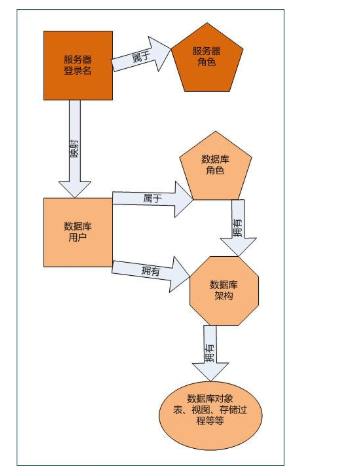 服务器
登录名
属于
服务器
角色
映射
数据库
角色
数据库
用户
属于
拥有
拥有
数据库
架构
拥有
数据库对象
表、视图、存储过
程等等